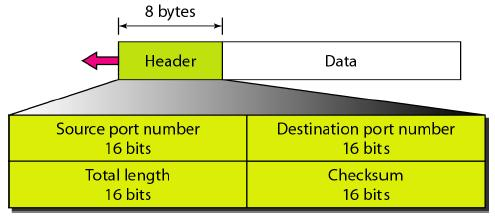 8 bytes
Header
Data
Source port number
16 bits
Destination port number
16 bits
Total length
16 bits
Checksum
16 bits